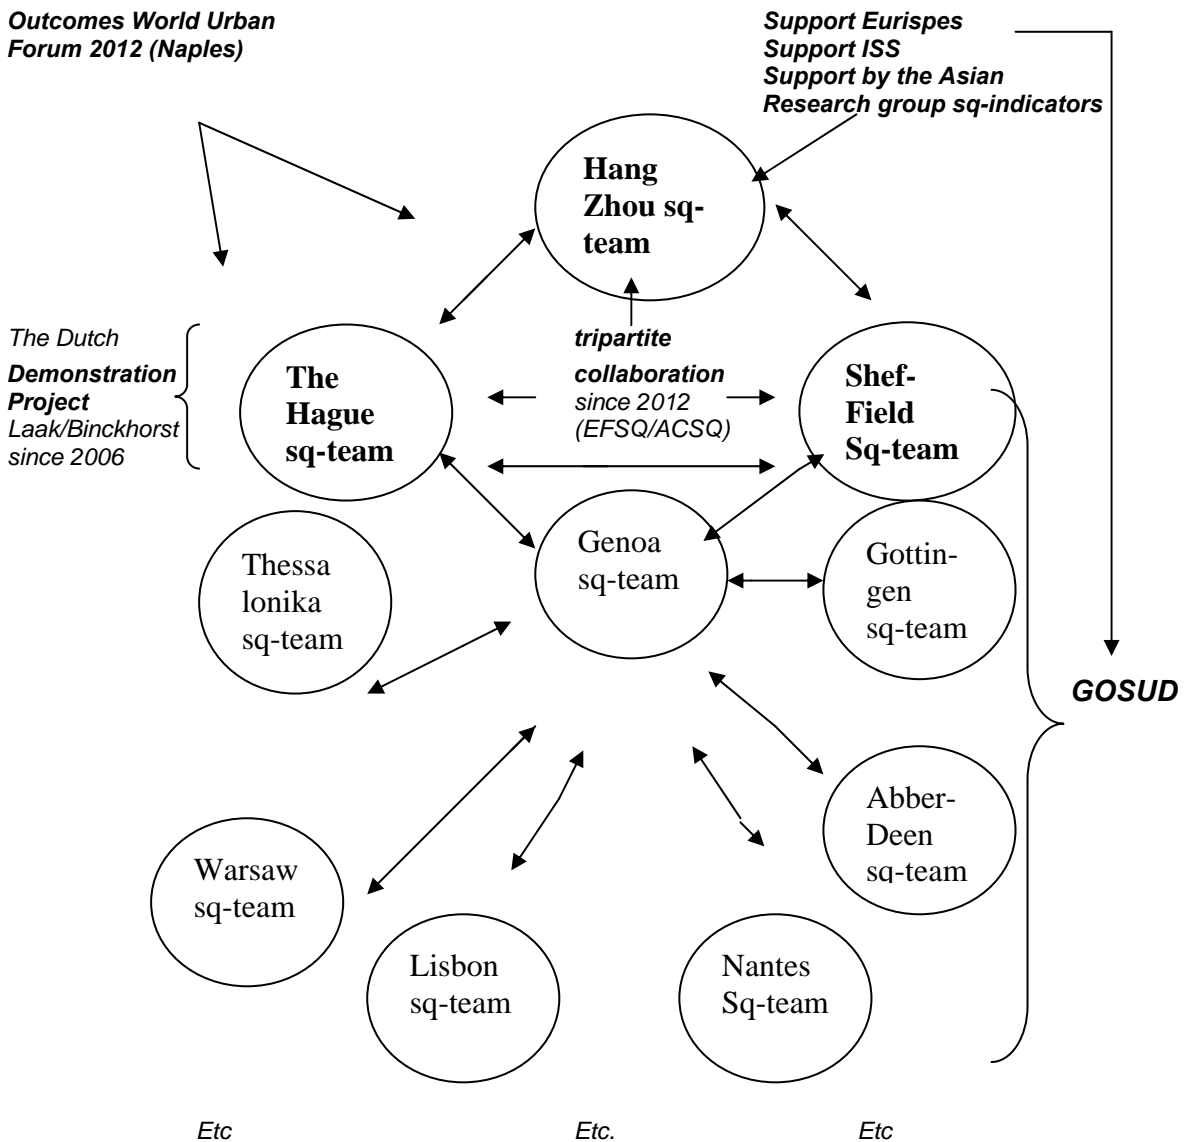 Outcomes World Urban
Forum 2012 (Naples)
Support Eurispes
Support ISS
Support by the Asian
Research group sq-indicators
Hang
Zhou sq-
team
The Dutch
Demonstration
Project
Laak/Binckhorst
since 2006
The
Hague
sq-team
tripartite
collaboration
since 2012
(EFSQ/ACSQ)
Shef-
Field
Sq-team
Thessa
lonika
sq-team
Genoa
sq-team
Gottin-
gen
sq-team
GOSUD
Abber-
Deen
sq-team
Warsaw
sq-team
Lisbon
sq-team
Nantes
Sq-team
Etc
Etc.
Etc